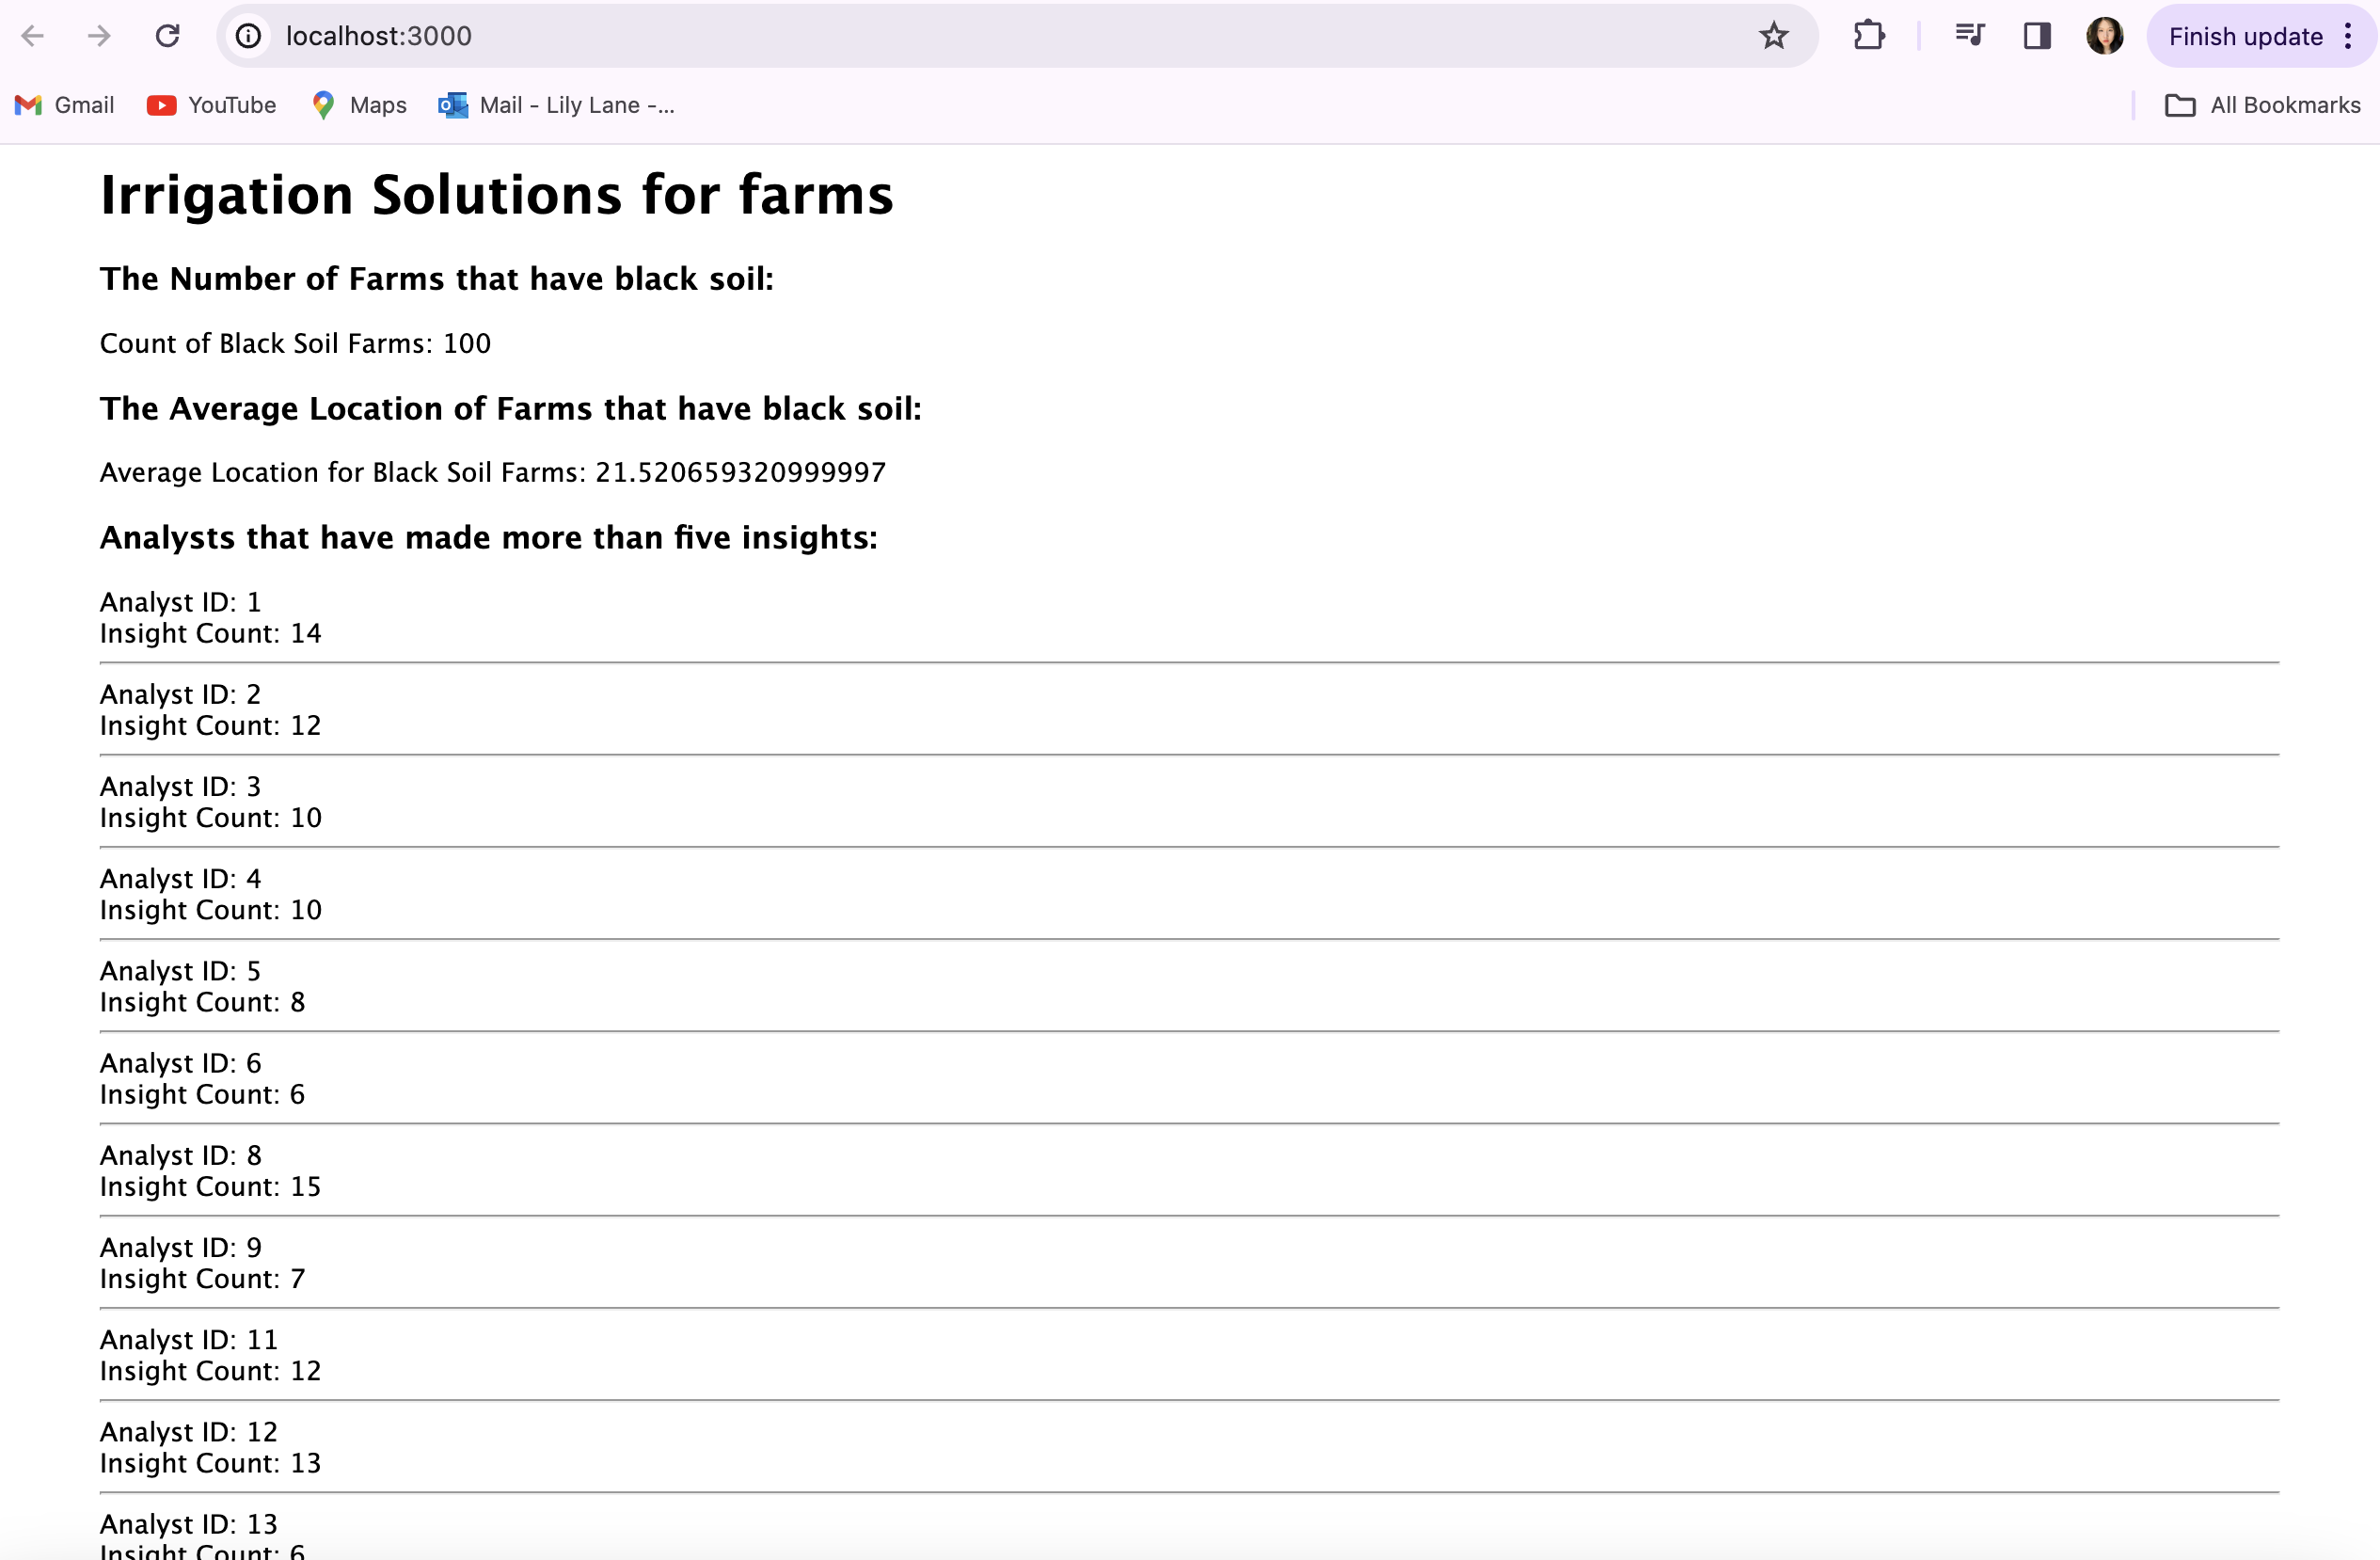 localhost:3000
Finish update
Gmail YouTube Maps Mail - Lily Lane -... All Bookmarks
Irrigation Solutions for farms
The Number of Farms that have black soil:
Count of Black Soil Farms: 100
The Average Location of Farms that have black soil:
Average Location for Black Soil Farms: 21.520659320999997
Analysts that have made more than five insights:
Analyst ID: 1
Insight Count: 14
Analyst ID: 2
Insight Count: 12
Analyst ID: 3
Insight Count: 10
Analyst ID: 4
Insight Count: 10
Analyst ID: 5
Insight Count: 8
Analyst ID: 6
Insight Count: 6
Analyst ID: 8
Insight Count: 15
Analyst ID: 9
Insight Count: 7
Analyst ID: 11
Insight Count: 12
Analyst ID: 12
Insight Count: 13
Analyst ID: 13
Insight Count: 6